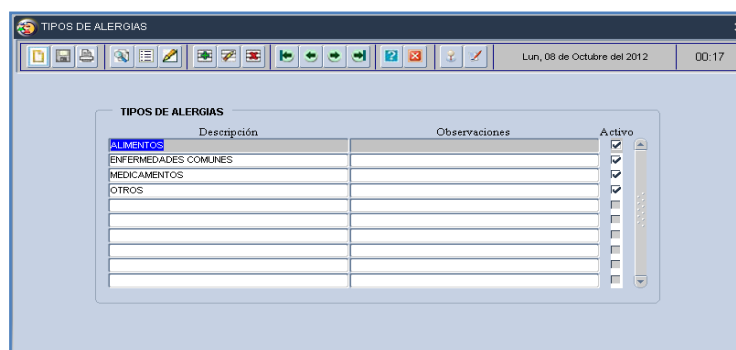 TIPOS DE ALERGIAS
Lun, 08 de Octubre del 2012 00:17
TIPOS DE ALERGIAS
Descripción Observaciones Activo
ALIMENTOS
ENFERMEDADES COMUNES
MEDICAMENTOS
OTROS